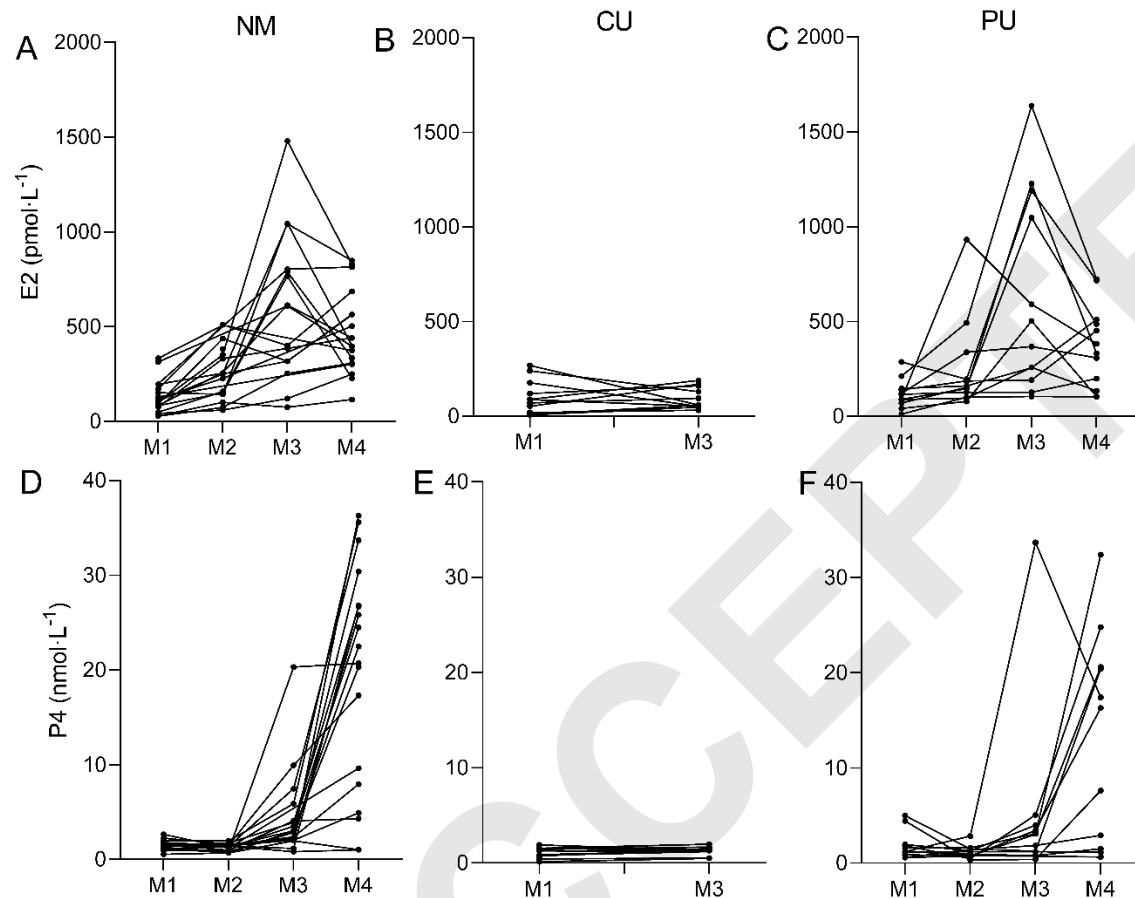 NM CU PU
A B C
2000 2000 2000
1500 1500 1500
1000 1000 1000
500 500 500
0 0 0
E2 (pmol·L⁻¹)
M1 M2 M3 M4 M1 M3 M1 M2 M3 M4
D E F
40 40 40
30 30 30
20 20 20
10 10 10
0 0 0
P4 (nmol·L⁻¹)
M1 M2 M3 M4 M1 M3 M1 M2 M3 M4
CCEPTE